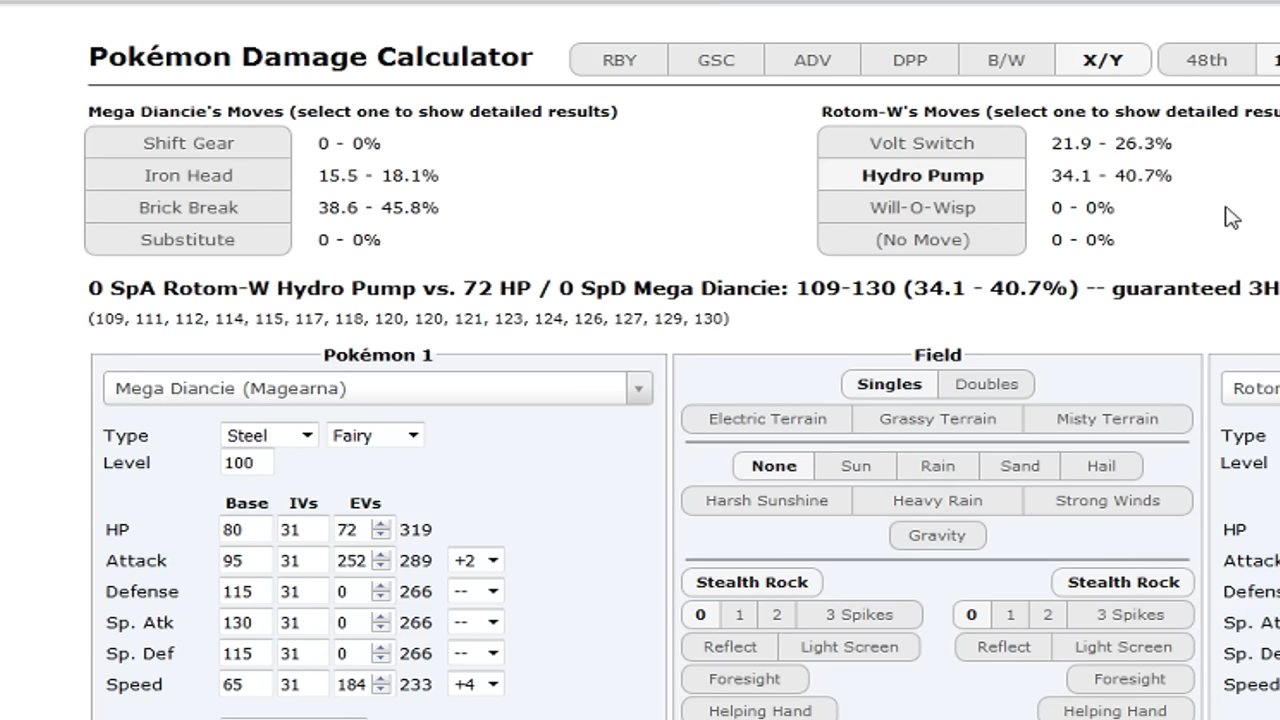 Pokémon Damage Calculator RBY GSC ADV DPP B/W X/Y 48th
Mega Diancie's Moves (select one to show detailed results) Rotom-W's Moves (select one to show detailed
Shift Gear 0 - 0% Volt Switch 21.9 - 26.3%
Iron Head 15.5 - 18.1% Hydro Pump 34.1 - 40.7%
Brick Break 38.6 - 45.8% Will-O-Wisp 0 - 0%
Substitute 0 - 0% (No Move) 0 - 0%
0 SpA Rotom-W Hydro Pump vs. 72 HP / 0 SpD Mega Diancie: 109-130 (34.1 - 40.7%) -- guaranteed 3H
(109, 111, 112, 114, 115, 117, 118, 120, 120, 121, 123, 124, 126, 127, 129, 130)
Pokémon 1 Field
Mega Diancie (Magearna) Singles Doubles Rotor
Electric Terrain Grassy Terrain Misty Terrain
Type Steel Fairy Type
Level 100 None Sun Rain Sand Hail Level
Base IVs EVs Harsh Sunshine Heavy Rain Strong Winds
HP 80 31 72 319 Gravity HP
Attack 95 31 252 289 +2 Attack
Stealth Rock Stealth Rock
Defense 115 31 0 266 -- Defens
Sp. Atk 130 31 0 266 -- 0 1 2 3 Spikes 0 1 2 3 Spikes Sp. At
Sp. Def 115 31 0 266 -- Reflect Light Screen Reflect Light Screen Sp. De
Speed 65 31 184 233 +4 Foresight Foresight Speed
Helping Hand Helping Hand